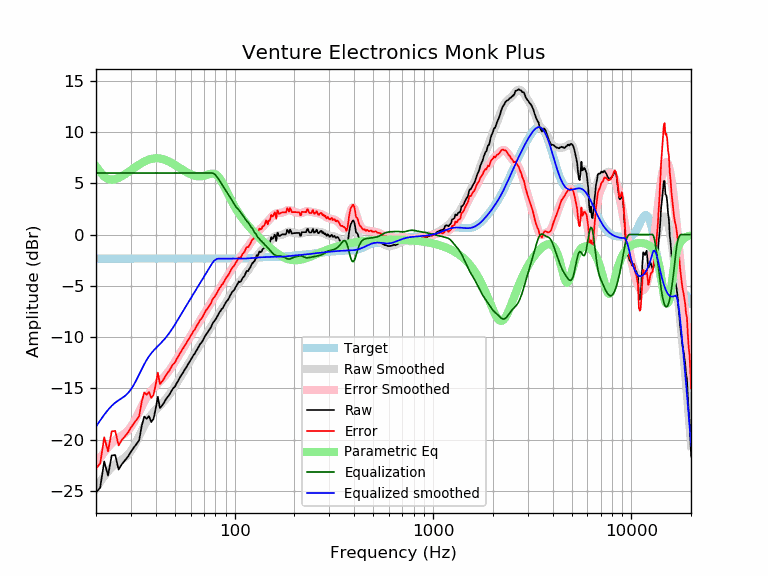 Venture Electronics Monk Plus
15
10
5
0
−5
−10
−15
−20
−25
Amplitude (dBr)
Target
Raw Smoothed
Error Smoothed
Raw
Error
Parametric Eq
Equalization
Equalized smoothed
100
1000
10000
Frequency (Hz)